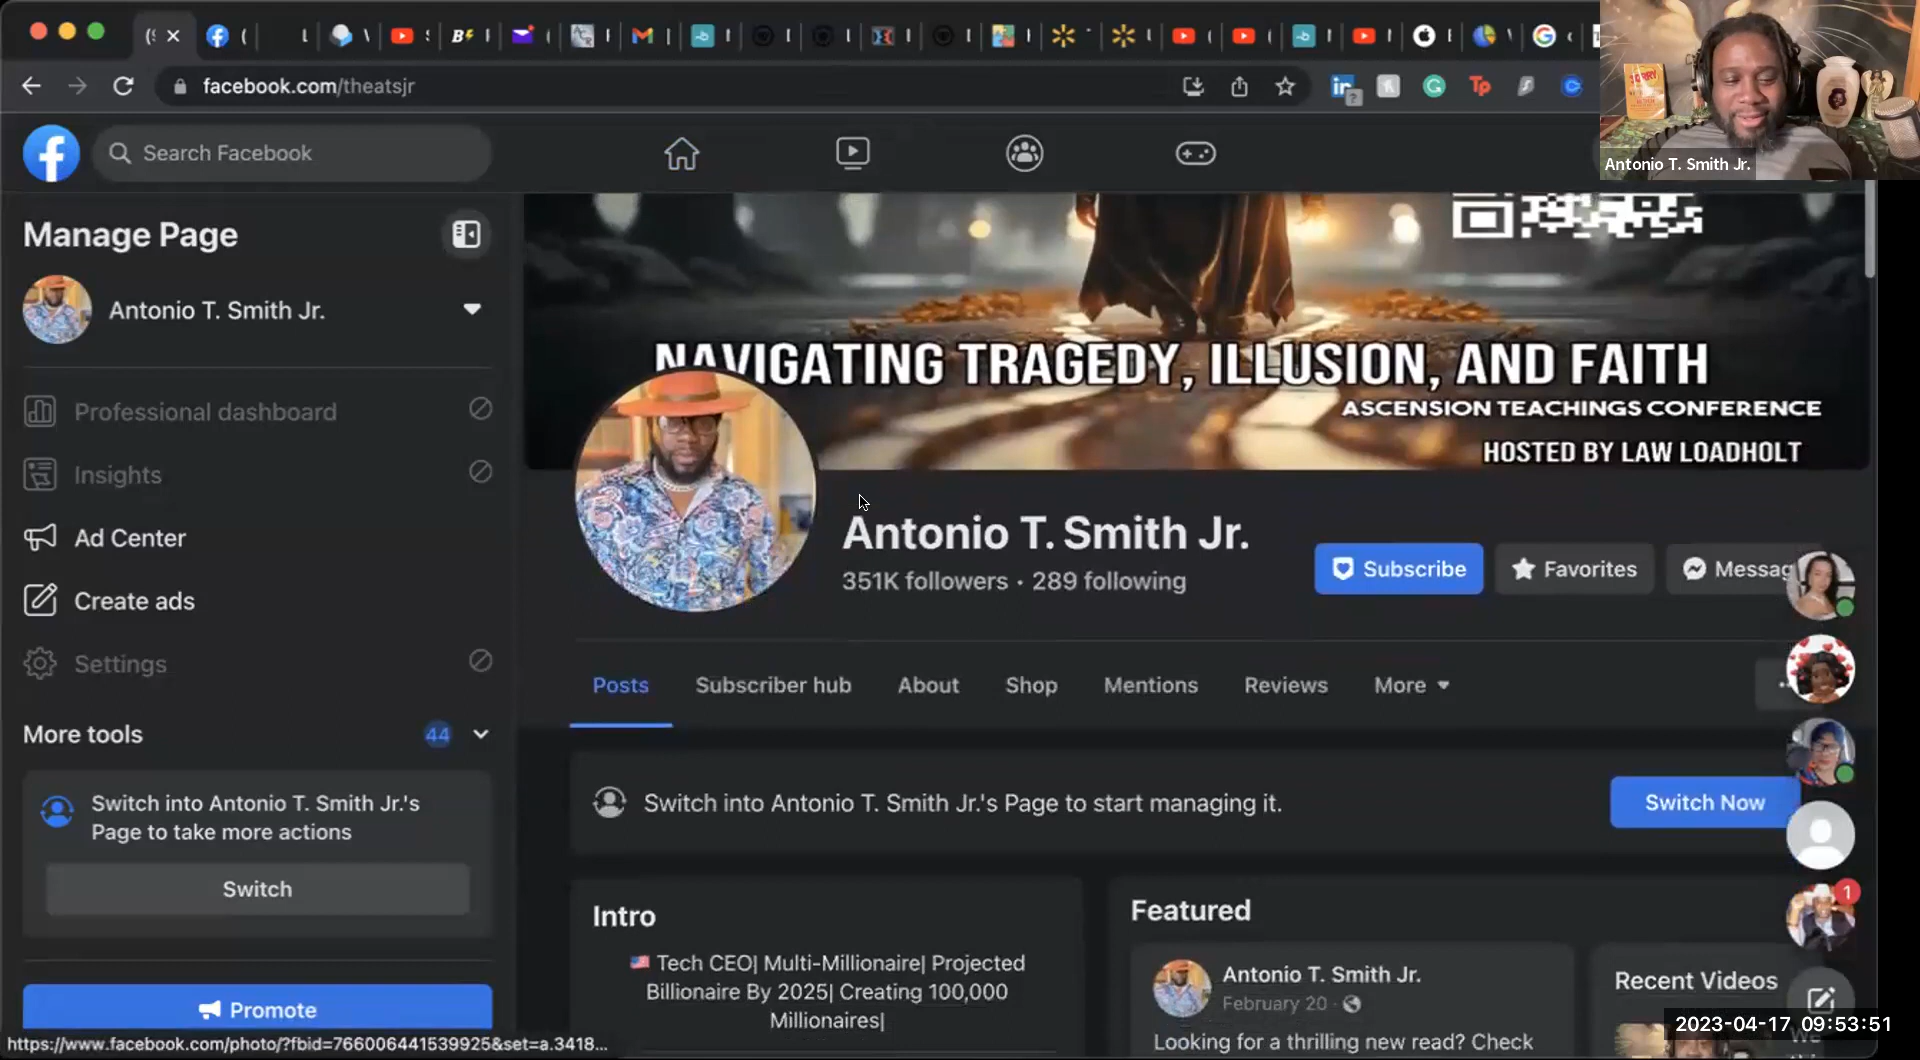 facebook.com/theatsjr
Antonio T. Smith Jr.
Search Facebook
Manage Page
Antonio T. Smith Jr.
Professional dashboard
Insights
Ad Center
Create ads
Settings
More tools
44
Switch into Antonio T. Smith Jr.'s
Page to take more actions
Switch
Promote
https://www.facebook.com/photo/?fbid=766006441539925&set=a.3418...
NAVIGATING TRAGEDY, ILLUSION, AND FAITH
ASCENSION TEACHINGS CONFERENCE
HOSTED BY LAW LOADHOLT
Antonio T. Smith Jr.
351K followers • 289 following
Subscribe
Favorites
Messag
Posts
Subscriber hub
About
Shop
Mentions
Reviews
More
Switch into Antonio T. Smith Jr.'s Page to start managing it.
Switch Now
Intro
Tech CEO| Multi-Millionaire| Projected
Billionaire By 2025| Creating 100,000
Millionaires|
Featured
Antonio T. Smith Jr.
February 20
Looking for a thrilling new read? Check
Recent Videos
1
2023-04-17 09:53:51